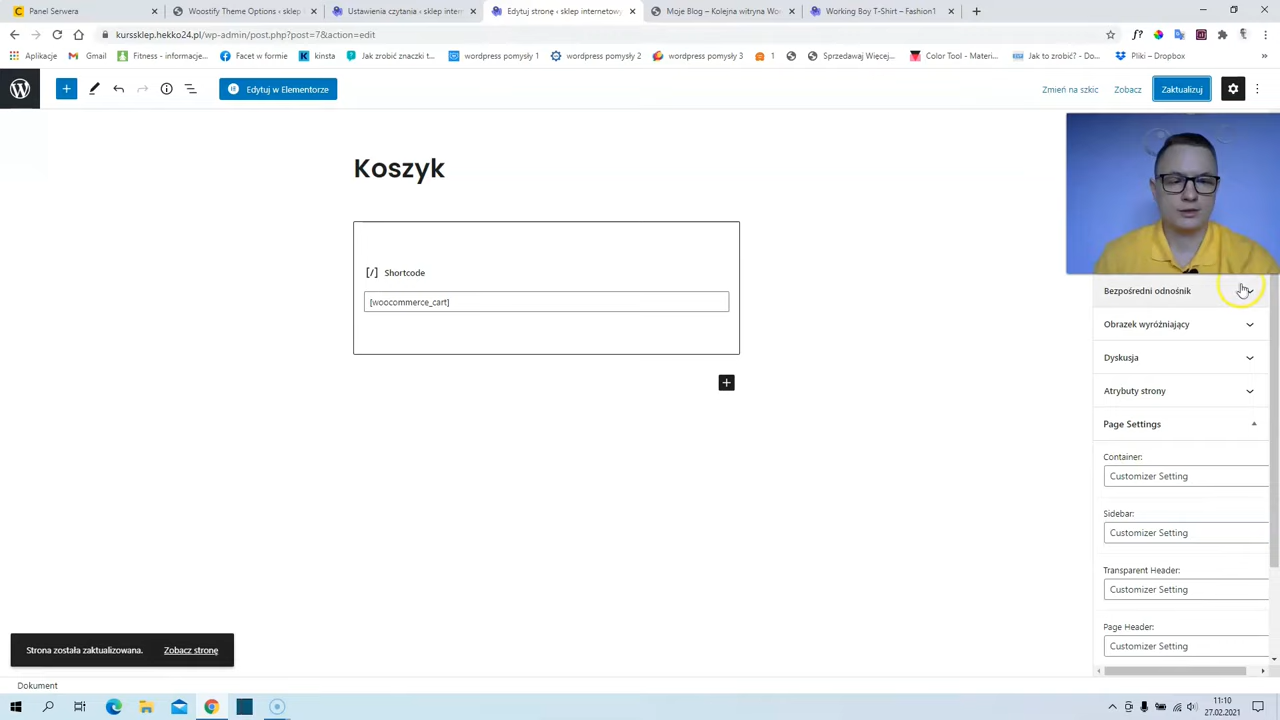 Panel Serwera
Woostify Theme Options ‹ sklep i
Ustawienia czytania ‹ sklep inter
Edytuj stronę ‹ sklep internetowy
Moje Blog – Kolejna witryna Wor
Working Boy T-Shirt – Fashion1
kurssklep.hekko24.pl/wp-admin/post.php?post=7&action=edit
Aplikacje
Gmail
Fitness - informacje...
Facet w formie
kinsta
Jak zrobić znaczki t...
wordpress pomysły 1
wordpress pomysły 2
wordpress pomysły 3
1
Sprzedawaj Więcej,...
Color Tool - Materi...
Jak to zrobić? - Do...
Pliki – Dropbox
Edytuj w Elementorze
Zmień na szkic
Zobacz
Zaktualizuj
Koszyk
[/] Shortcode
[woocommerce_cart]
Bezpośredni odnośnik
Obrazek wyróżniający
Dyskusja
Atrybuty strony
Page Settings
Container:
Customizer Setting
Sidebar:
Customizer Setting
Transparent Header:
Customizer Setting
Page Header:
Customizer Setting
Strona została zaktualizowana.
Zobacz stronę
Dokument
11:10
27.02.2021